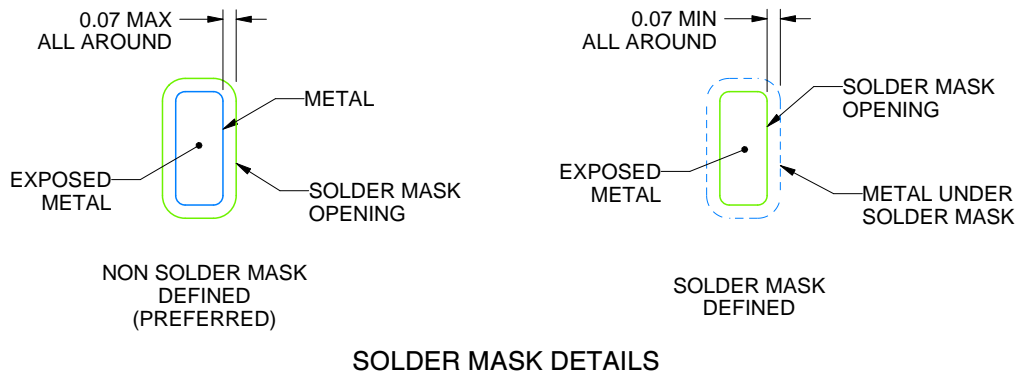 0.07 MAX
ALL AROUND
METAL
EXPOSED
METAL
SOLDER MASK
OPENING
NON SOLDER MASK
DEFINED
(PREFERRED)
0.07 MIN
ALL AROUND
SOLDER MASK
OPENING
EXPOSED
METAL
METAL UNDER
SOLDER MASK
SOLDER MASK
DEFINED
SOLDER MASK DETAILS